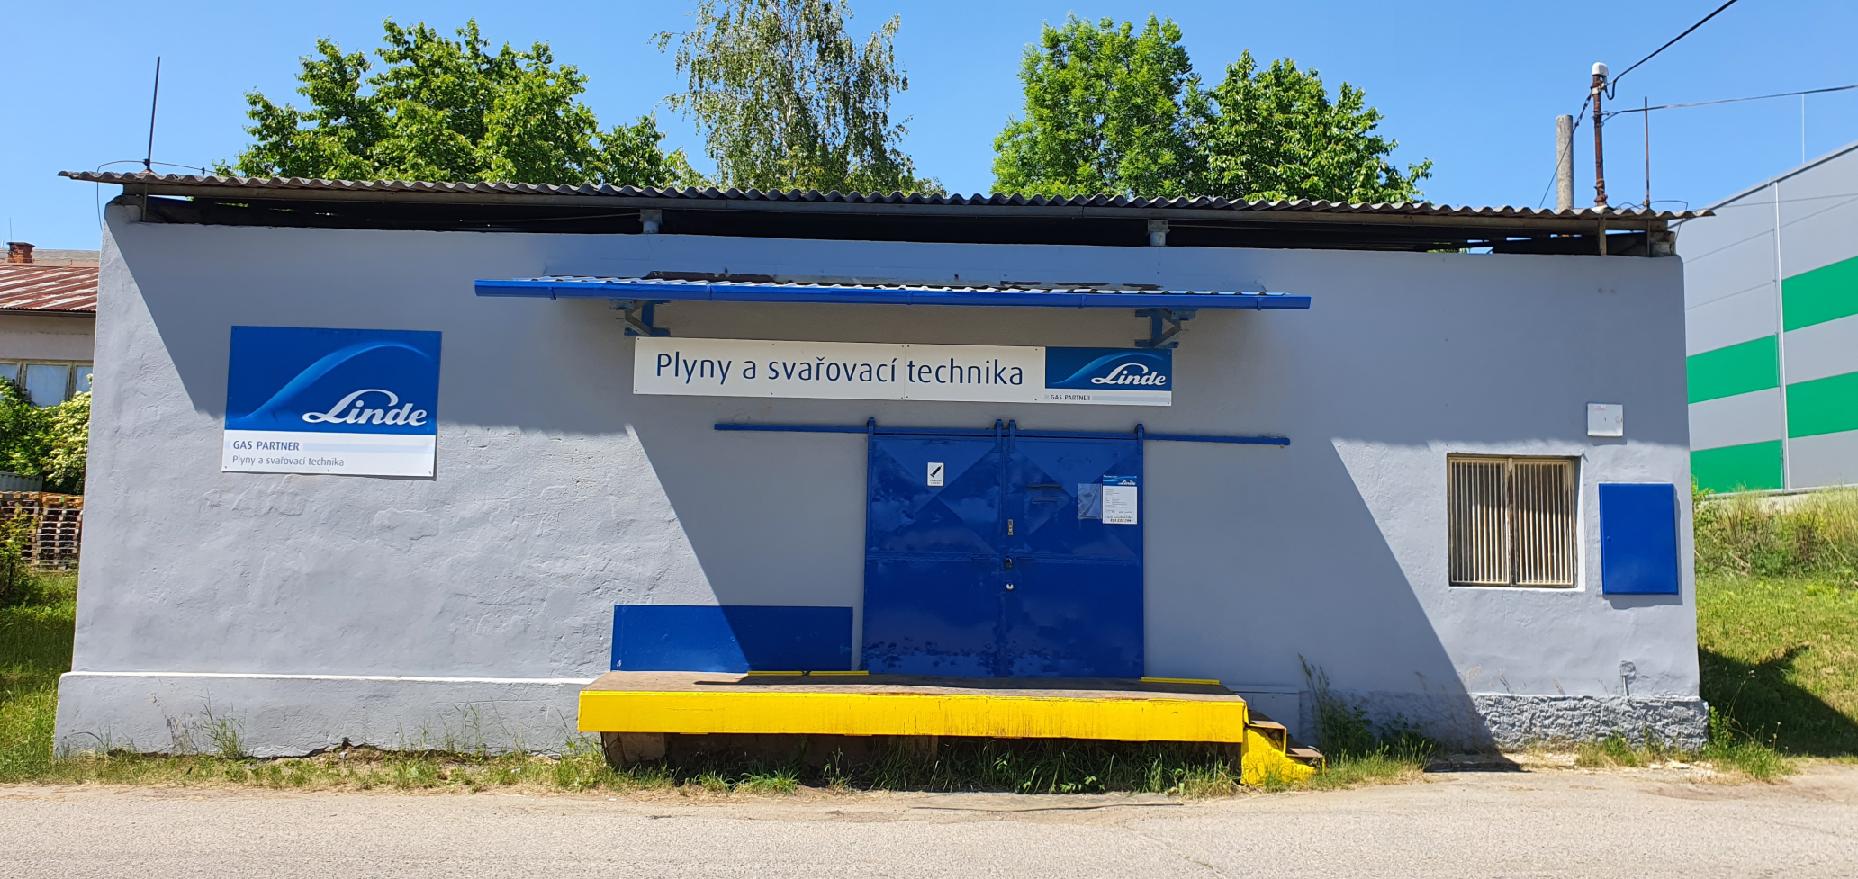 Plyny a svařovací technika
Linde
GAS PARTNER
Linde
GAS PARTNER
Plyny a svařovací technika
Linde